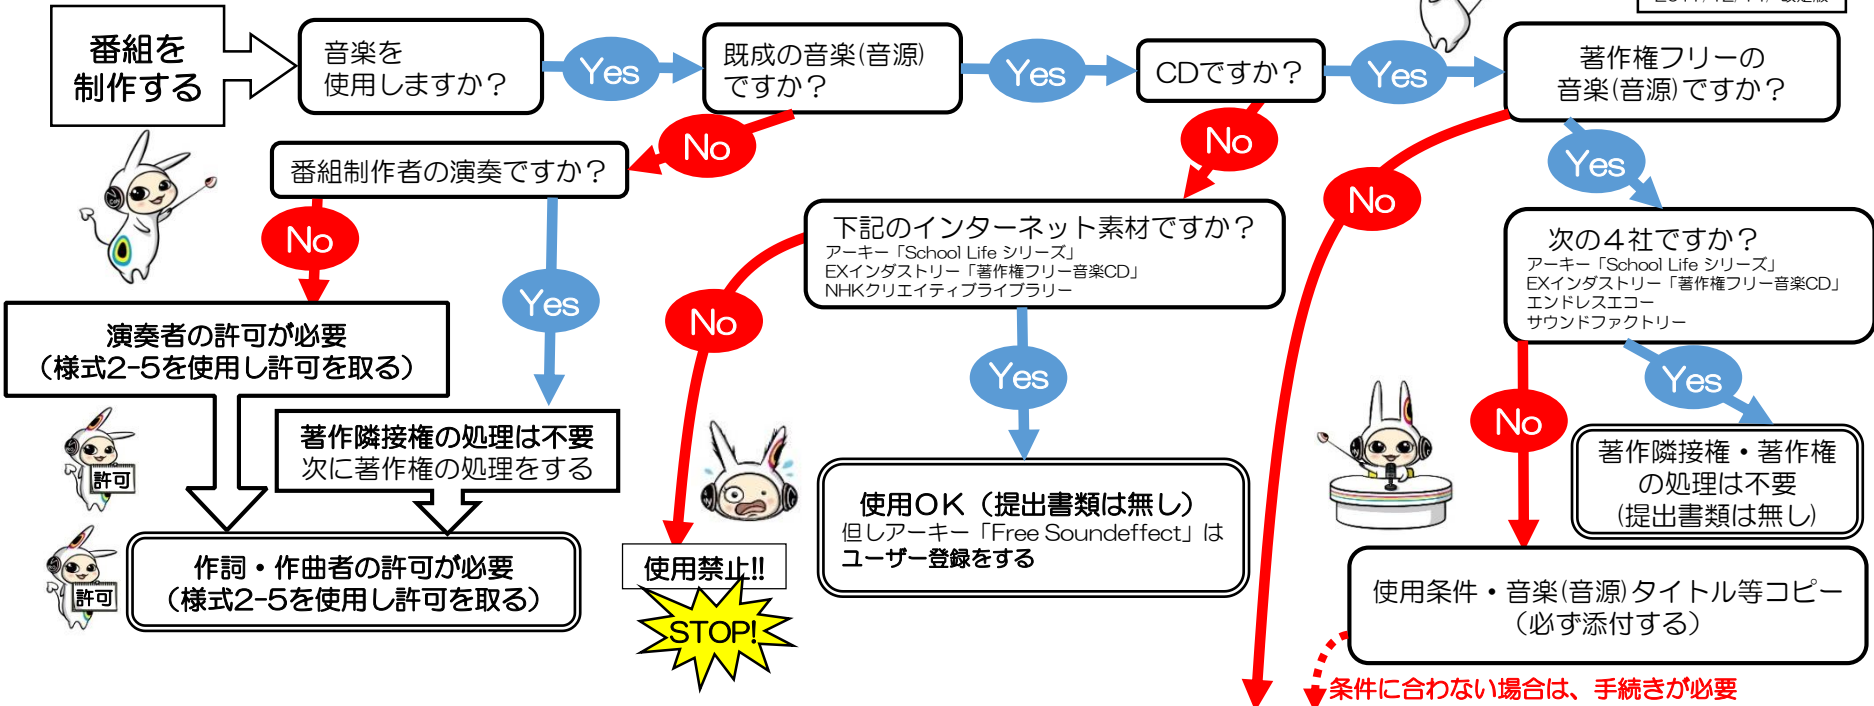 番組を
制作する
音楽を
使用しますか？
Yes
既成の音楽(音源)
ですか？
Yes
CDですか？
Yes
著作権フリーの
音楽(音源)ですか？
No
番組制作者の演奏ですか？
No
Yes
No
下記のインターネット素材ですか？
アーキー「School Life シリーズ」
EXインダストリー「著作権フリー音楽CD」
NHKクリエイティブライブラリー
No
Yes
No
Yes
次の４社ですか？
アーキー「School Life シリーズ」
EXインダストリー「著作権フリー音楽CD」
エンドレスエコー
サウンドファクトリー
No
Yes
演奏者の許可が必要
（様式2-5を使用し許可を取る）
著作隣接権の処理は不要
次に著作権の処理をする
許可
許可
作詞・作曲者の許可が必要
（様式2-5を使用し許可を取る）
使用禁止!!
STOP!
使用ＯＫ（提出書類は無し）
但しアーキー「Free Soundeffect」は
ユーザー登録をする
著作隣接権・著作権
の処理は不要
(提出書類は無し)
使用条件・音楽(音源)タイトル等コピー
（必ず添付する）
条件に合わない場合は、手続きが必要